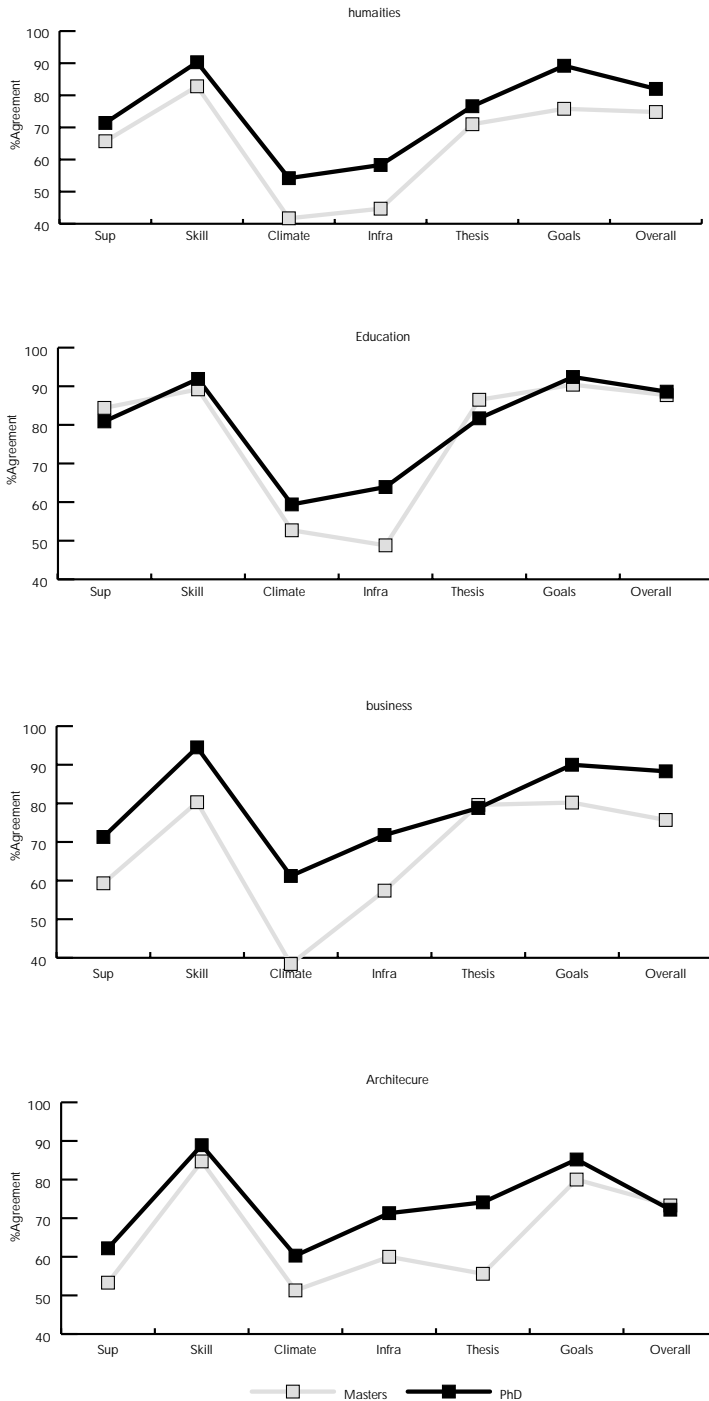 humaities
100
90
80
70
60
50
40
%Agreement
Sup Skill Climate Infra Thesis Goals Overall
Education
100
90
80
70
60
50
40
%Agreement
Sup Skill Climate Infra Thesis Goals Overall
business
100
90
80
70
60
50
40
%Agreement
Sup Skill Climate Infra Thesis Goals Overall
Architecure
100
90
80
70
60
50
40
%Agreement
Sup Skill Climate Infra Thesis Goals Overall
Masters PhD